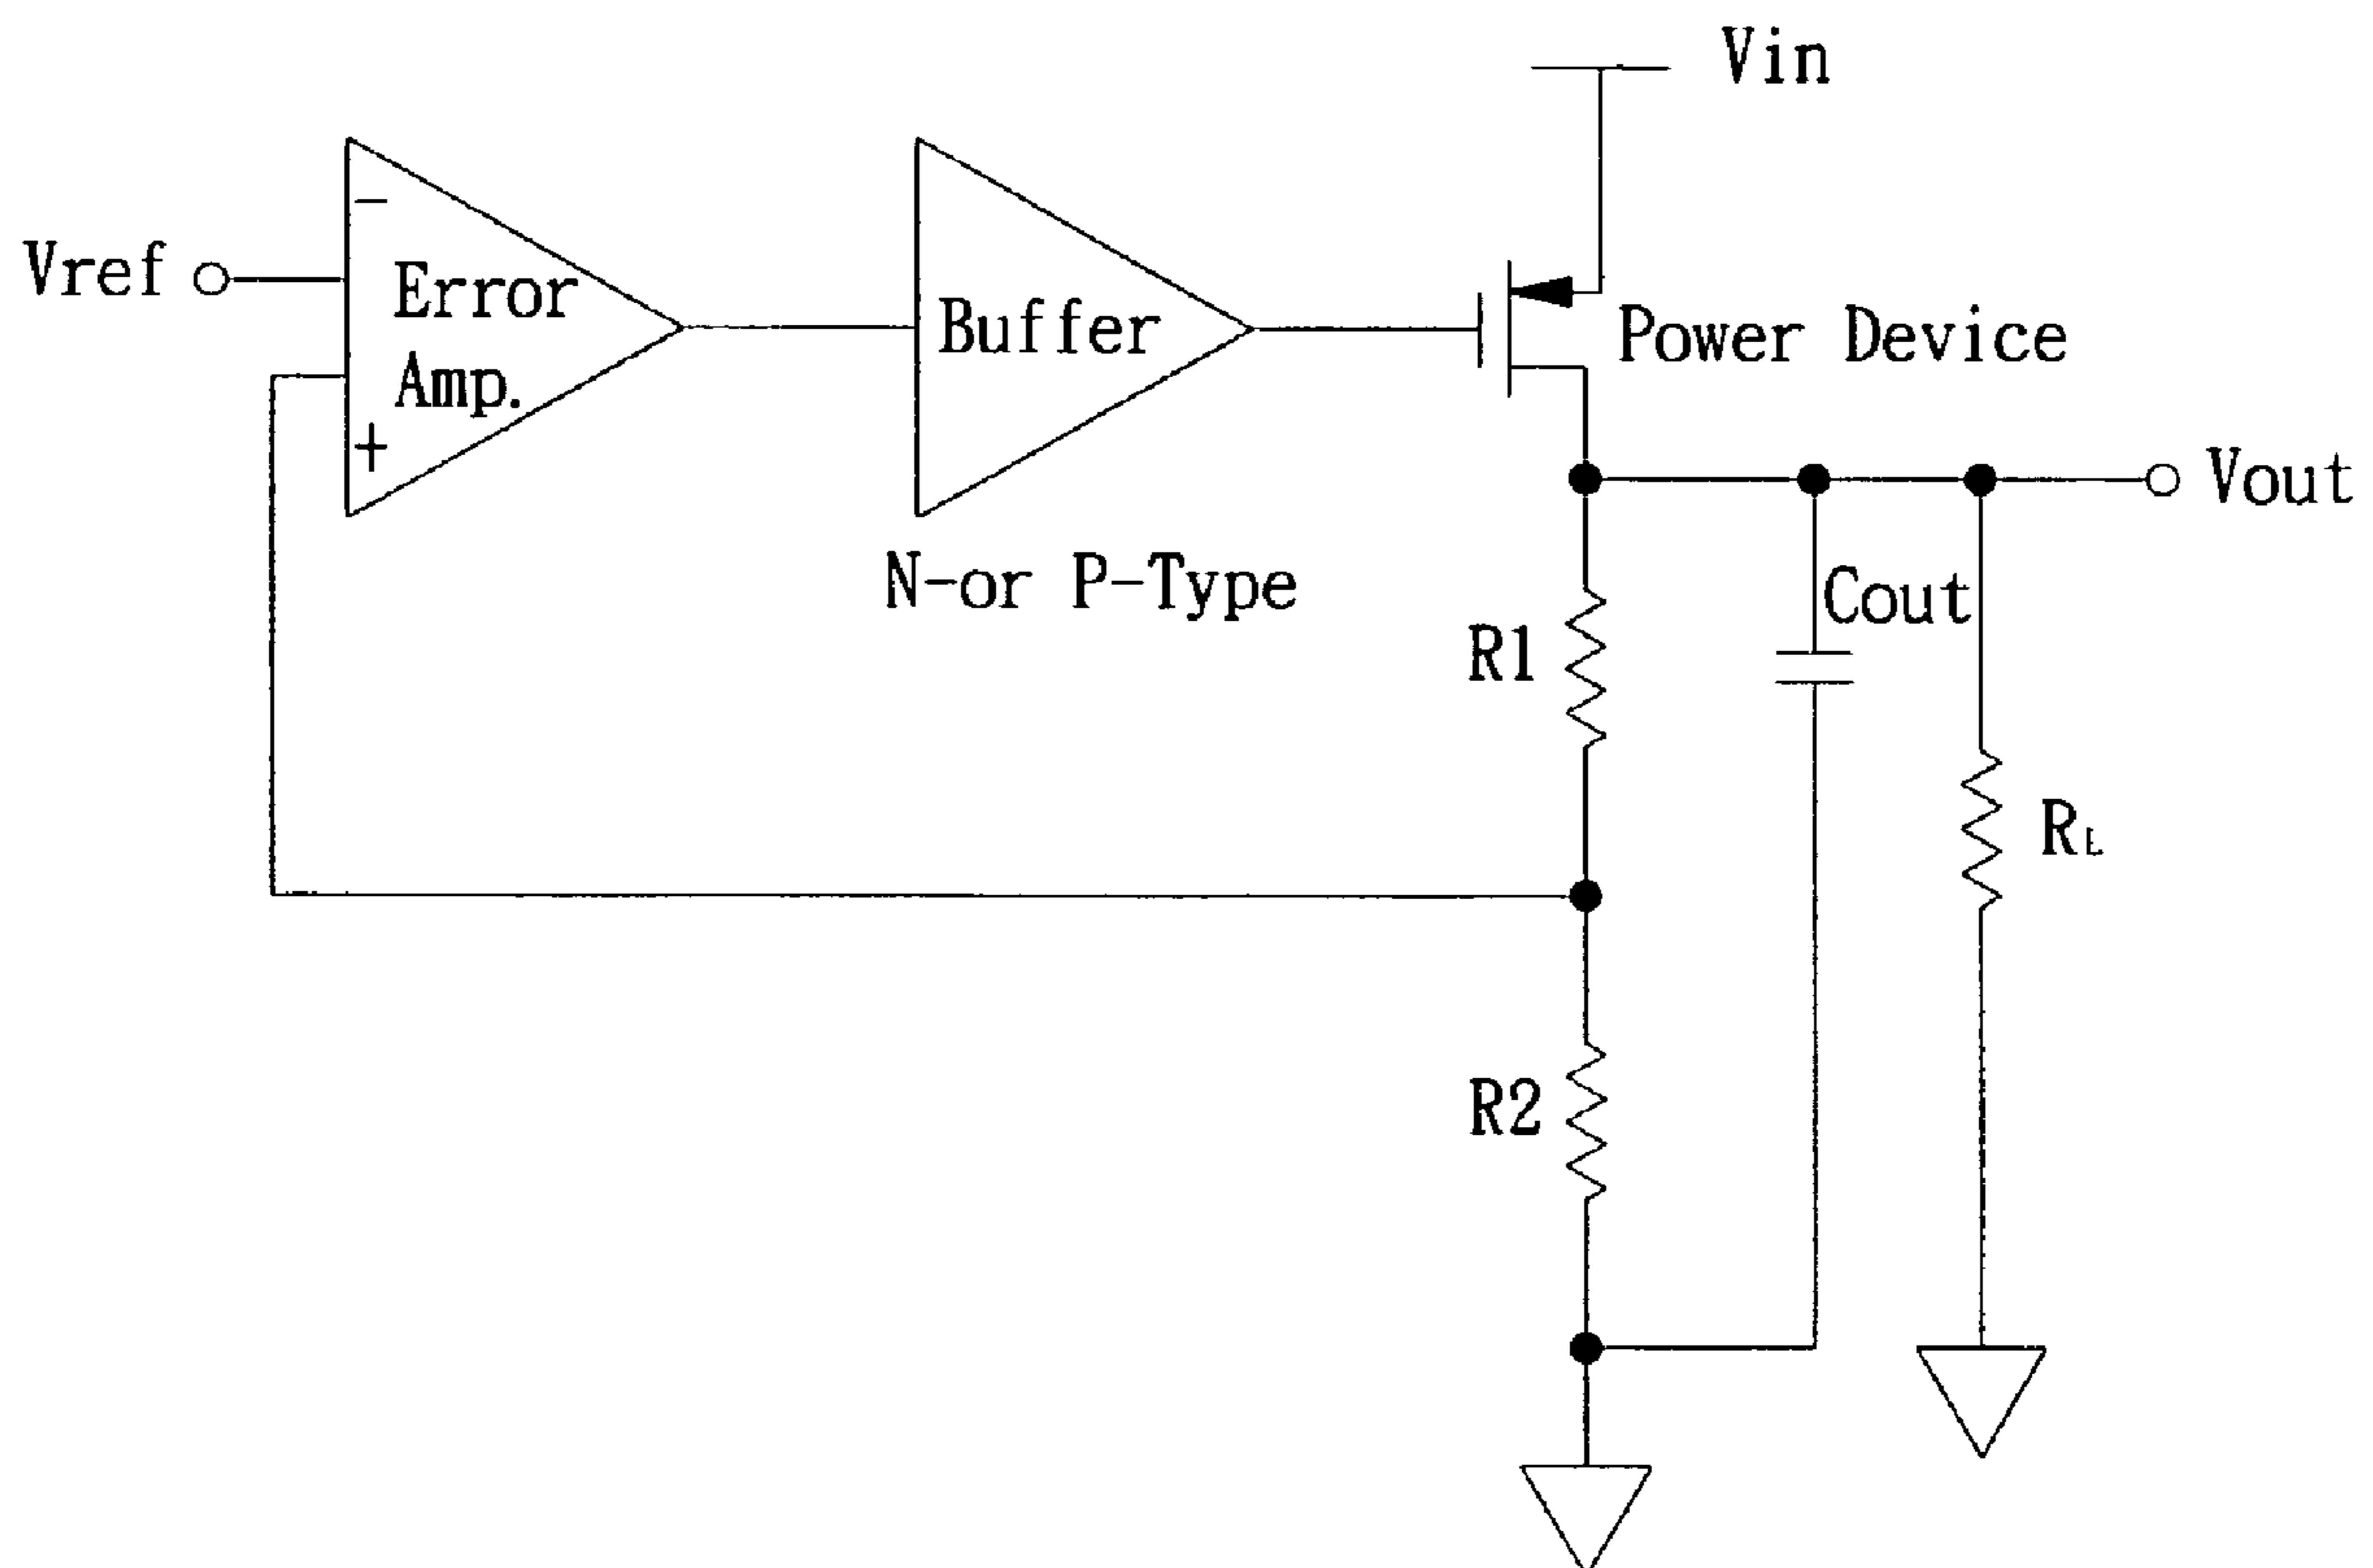 Vin
−
Vref
Error
Amp.
+
Buffer
Power Device
Vout
N-or P-Type
Cout
R1
RL
R2